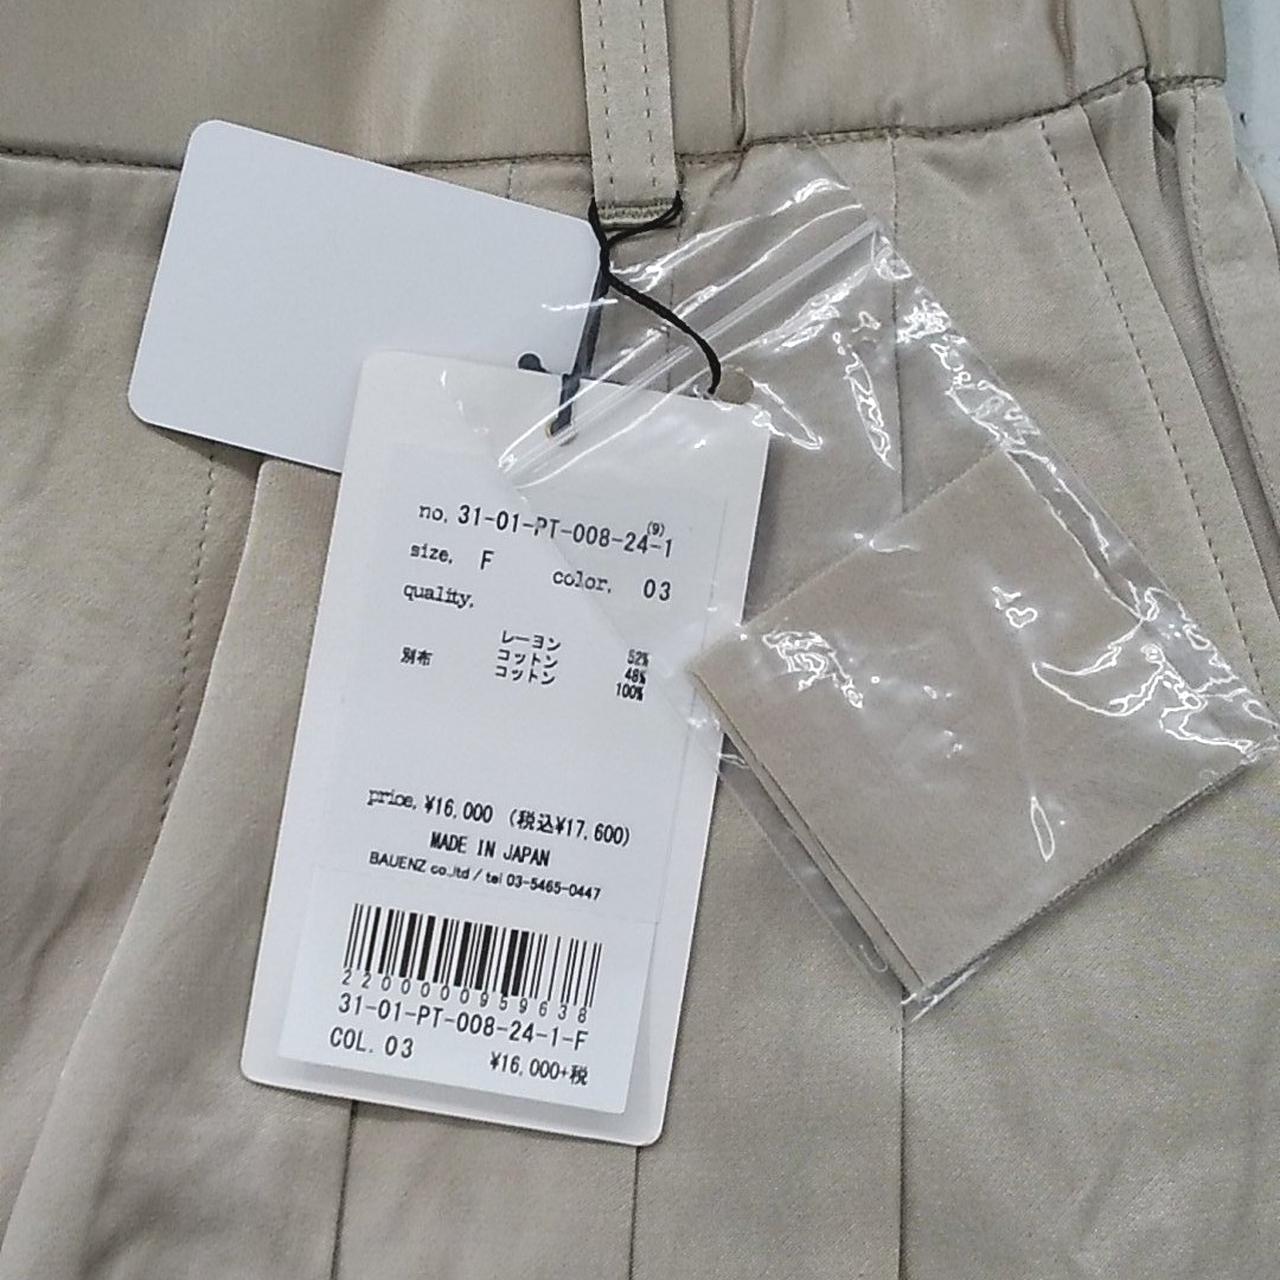 no. 31-01-PT-008-24-1
(9)
size. F color. 03
quality.
レーヨン 52%
コットン 48%
別布 コットン 100%
price. ¥16,000 (税込¥17,600)
MADE IN JAPAN
BAUENZ co.,ltd / tel 03-5465-0447
2200000959638
31-01-PT-008-24-1-F
COL. 03
¥16,000+税